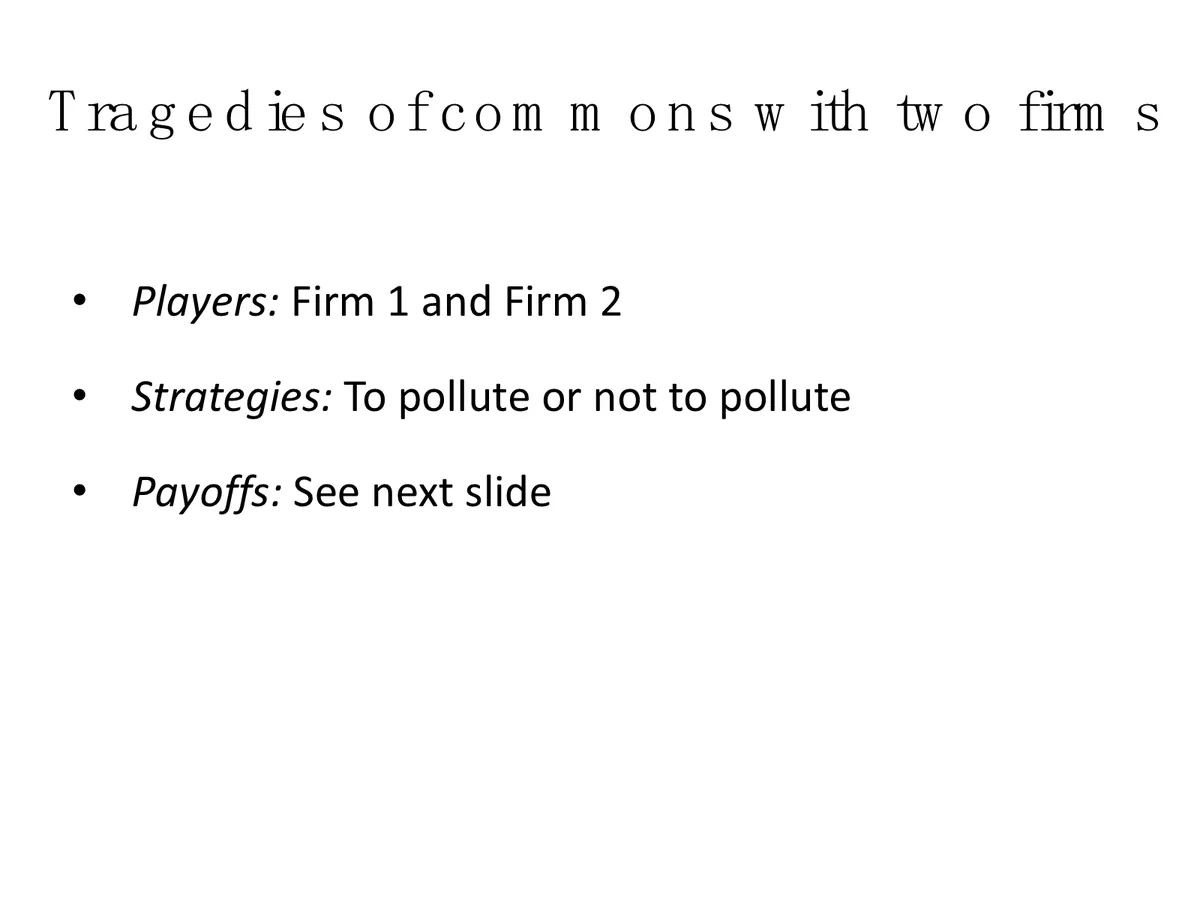 Tragedies of commons with two firms
• Players: Firm 1 and Firm 2
• Strategies: To pollute or not to pollute
• Payoffs: See next slide